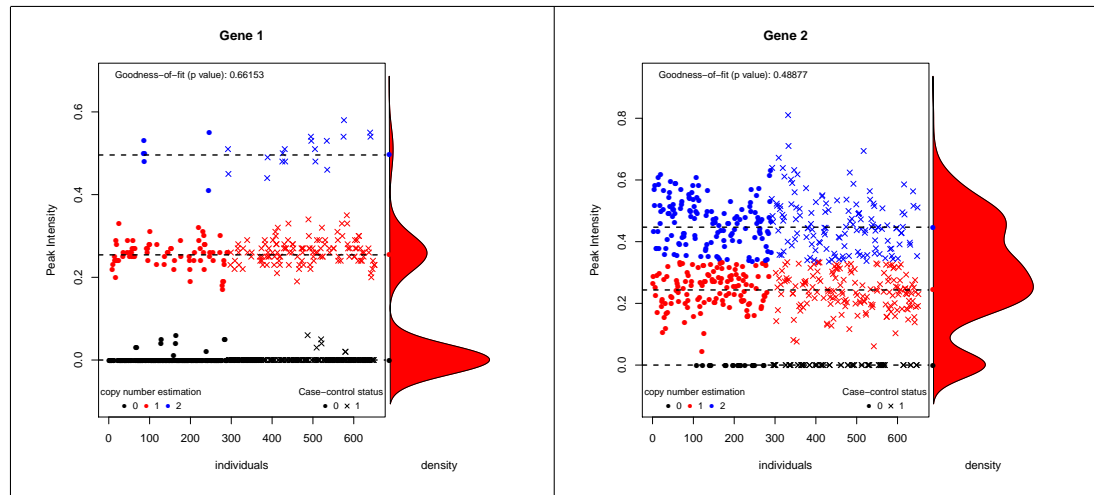 Gene 1
Goodness-of-fit (p value): 0.66153
Peak Intensity
0.0 0.2 0.4 0.6
copy number estimation
0 1 2
Case-control status
0 1
0 100 200 300 400 500 600
individuals
density
Gene 2
Goodness-of-fit (p value): 0.48877
Peak Intensity
0.0 0.2 0.4 0.6 0.8
copy number estimation
0 1 2
Case-control status
0 1
0 100 200 300 400 500 600
individuals
density